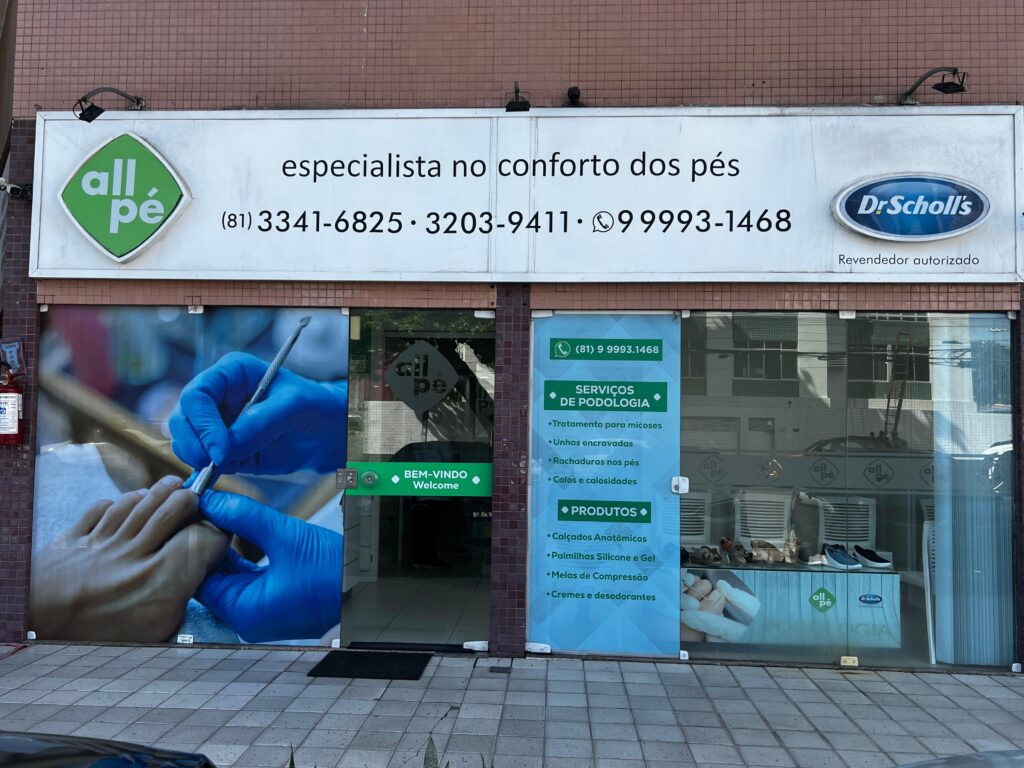 all
pé
especialista no conforto dos pés
(81) 3341-6825 · 3203-9411 · 9 9993-1468
Dr.Scholl's
Revendedor autorizado
all
pé
BEM-VINDO
Welcome
(81) 9 9993.1468
SERVIÇOS
DE PODOLOGIA
•Tratamento para micoses
•Unhas encravadas
•Rachaduras nos pés
•Calos e calosidades
PRODUTOS
•Calçados Anatômicos
•Palmilhas Silicone e Gel
•Meias de Compressão
•Cremes e desodorantes
all
pé
Dr.Scholl's
PODOLOGIA